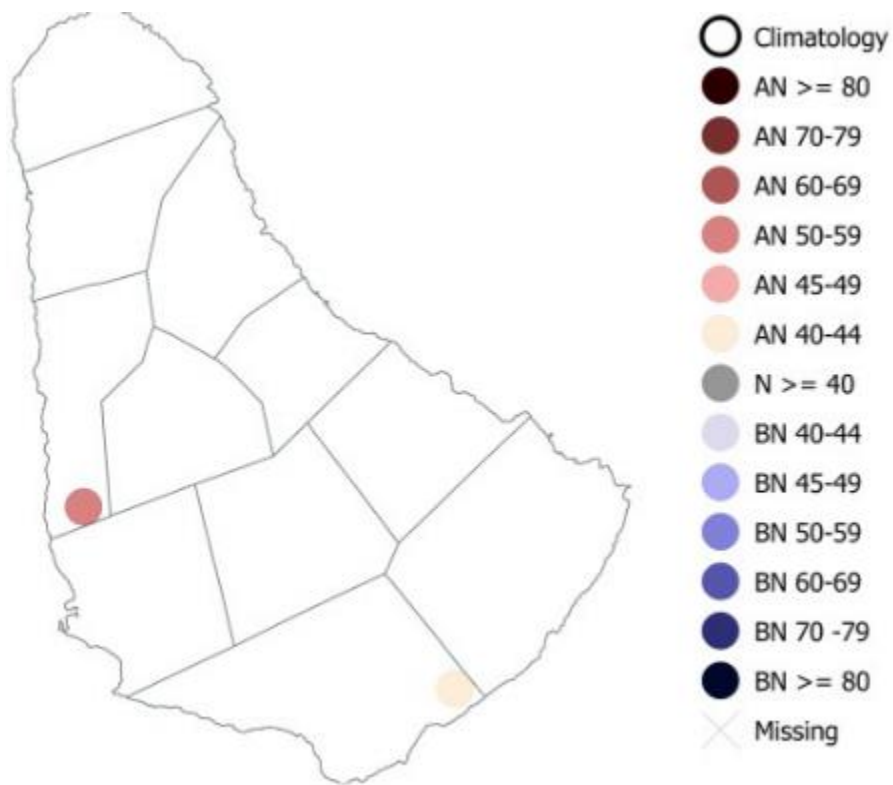 Climatology
AN >= 80
AN 70-79
AN 60-69
AN 50-59
AN 45-49
AN 40-44
N >= 40
BN 40-44
BN 45-49
BN 50-59
BN 60-69
BN 70 -79
BN >= 80
Missing